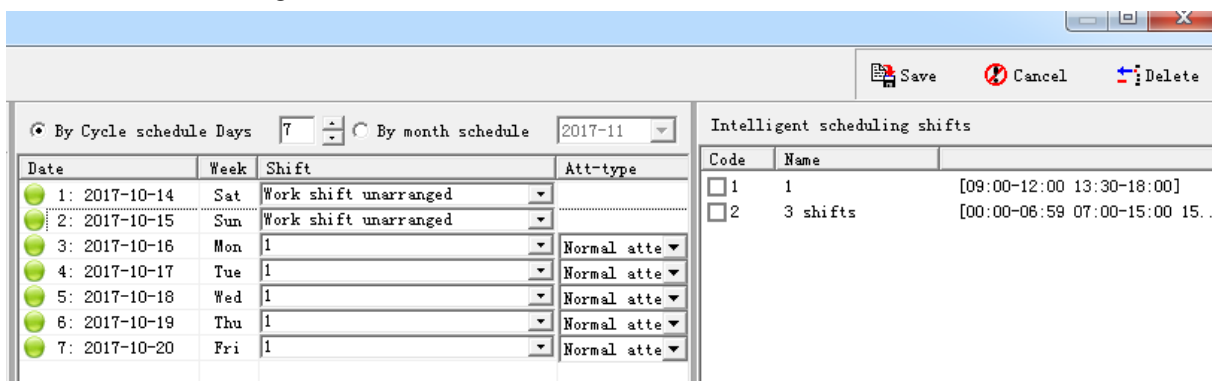 Save Cancel Delete
By Cycle schedule Days 7 By month schedule 2017-11
Date Week Shift Att-type
1: 2017-10-14 Sat Work shift unarranged
2: 2017-10-15 Sun Work shift unarranged
3: 2017-10-16 Mon 1 Normal atte
4: 2017-10-17 Tue 1 Normal atte
5: 2017-10-18 Wed 1 Normal atte
6: 2017-10-19 Thu 1 Normal atte
7: 2017-10-20 Fri 1 Normal atte
Intelligent scheduling shifts
Code Name
1 1 [09:00-12:00 13:30-18:00]
2 3 shifts [00:00-06:59 07:00-15:00 15..